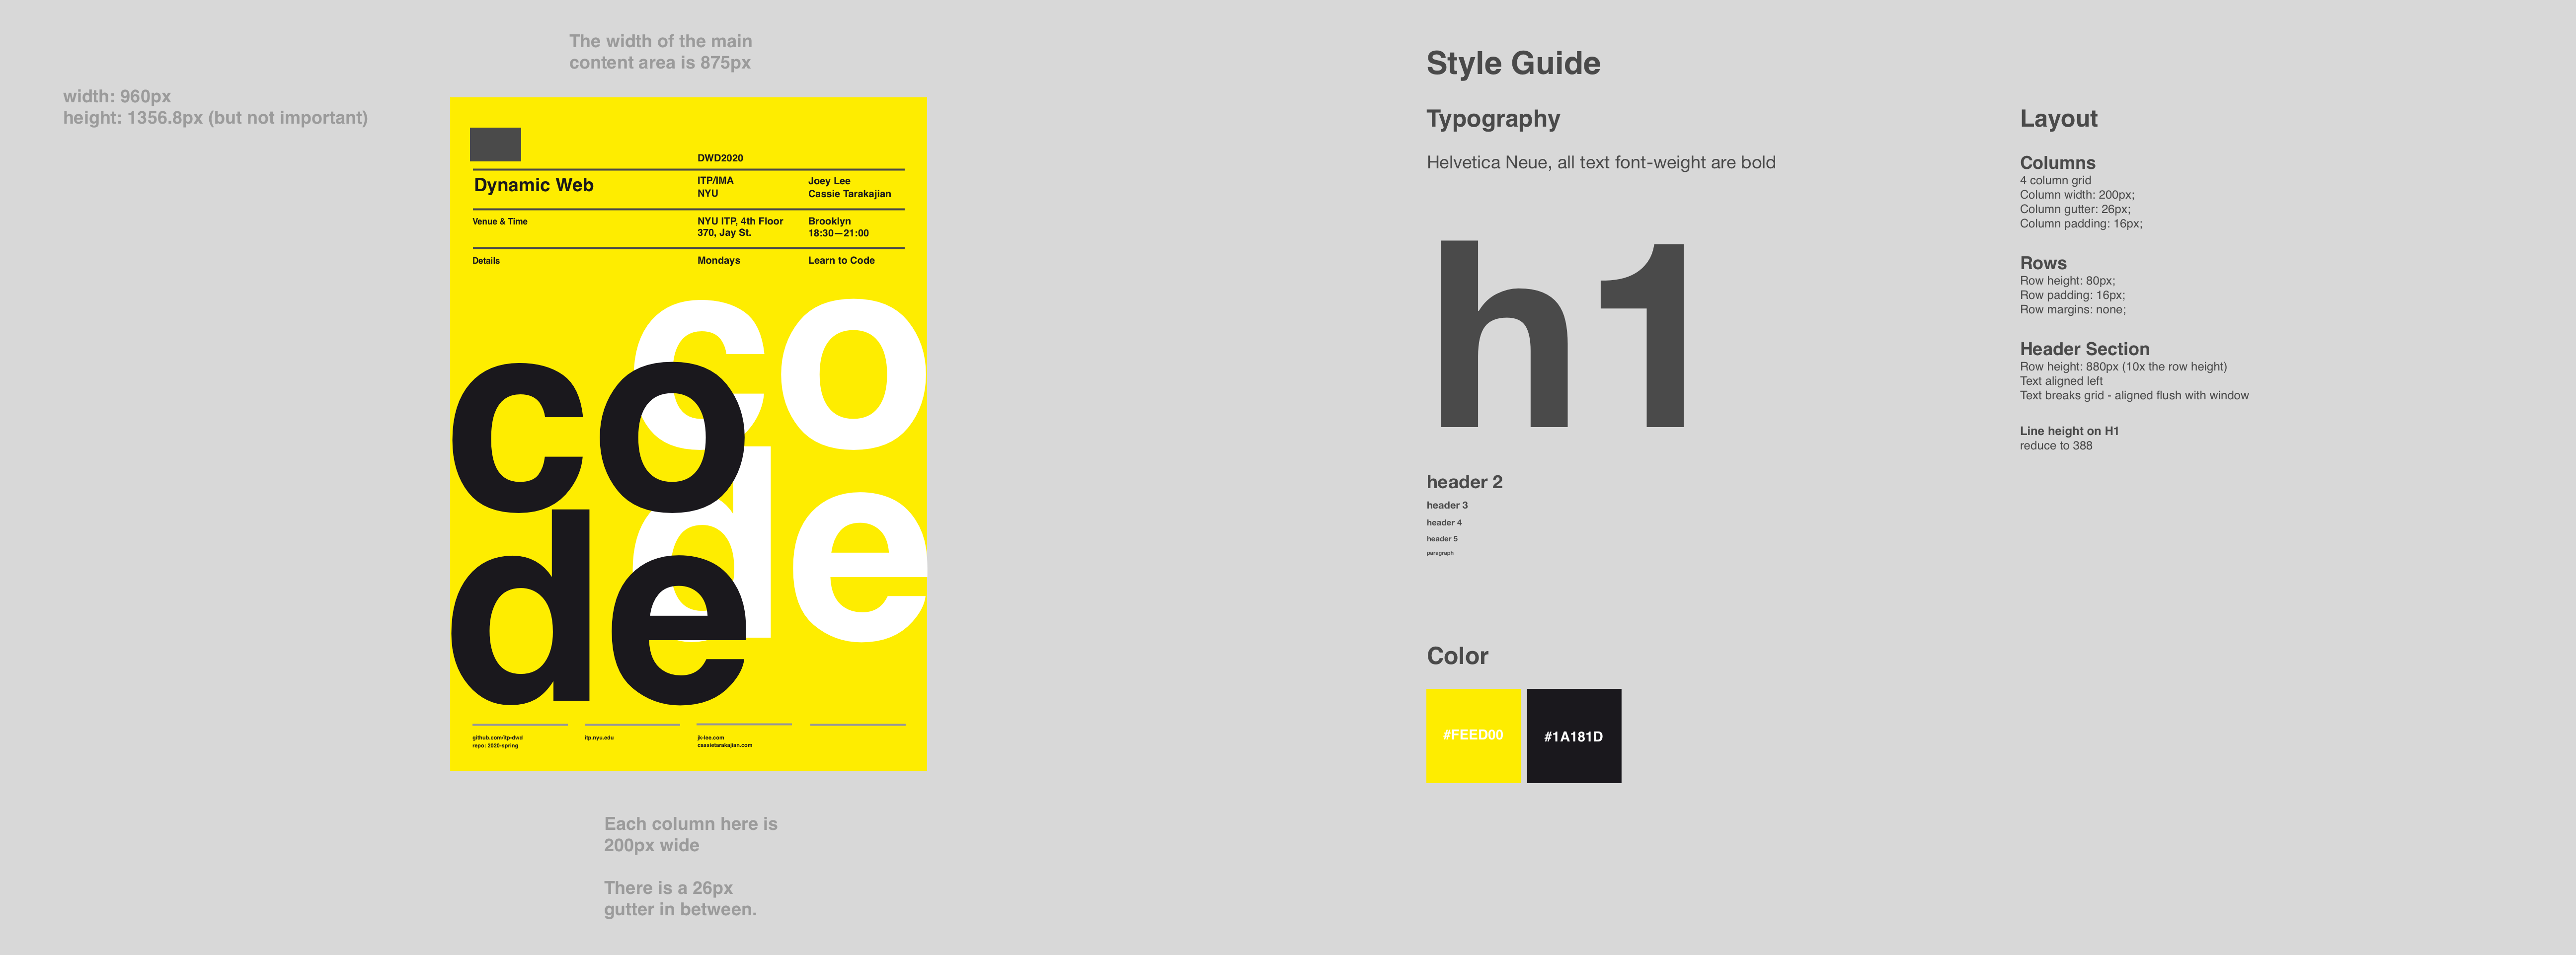 The width of the main
content area is 875px
width: 960px
height: 1356.8px (but not important)
DWD2020
Dynamic Web
ITP/IMA
NYU
Joey Lee
Cassie Tarakajian
Venue & Time
NYU ITP, 4th Floor
370, Jay St.
Brooklyn
18:30—21:00
Details
Mondays
Learn to Code
co
de
co
de
github.com/itp-dwd
repo: 2020-spring
itp.nyu.edu
jk-lee.com
cassietarakajian.com
Each column here is
200px wide
There is a 26px
gutter in between.
Style Guide
Typography
Helvetica Neue, all text font-weight are bold
h1
header 2
header 3
header 4
header 5
paragraph
Color
#FEED00
#1A181D
Layout
Columns
4 column grid
Column width: 200px;
Column gutter: 26px;
Column padding: 16px;
Rows
Row height: 80px;
Row padding: 16px;
Row margins: none;
Header Section
Row height: 880px (10x the row height)
Text aligned left
Text breaks grid - aligned flush with window
Line height on H1
reduce to 388